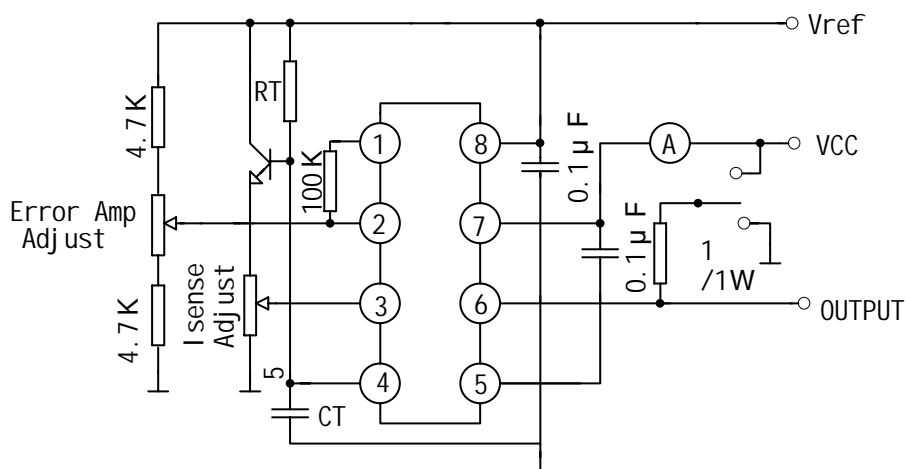 Vref
RT
4.7K
1
8
0.1μF
A
VCC
100K
Error Amp
Adjust
2
7
0.1μF
1
/1W
Isense
Adjust
3
6
OUTPUT
4.7K
5
4
5
CT